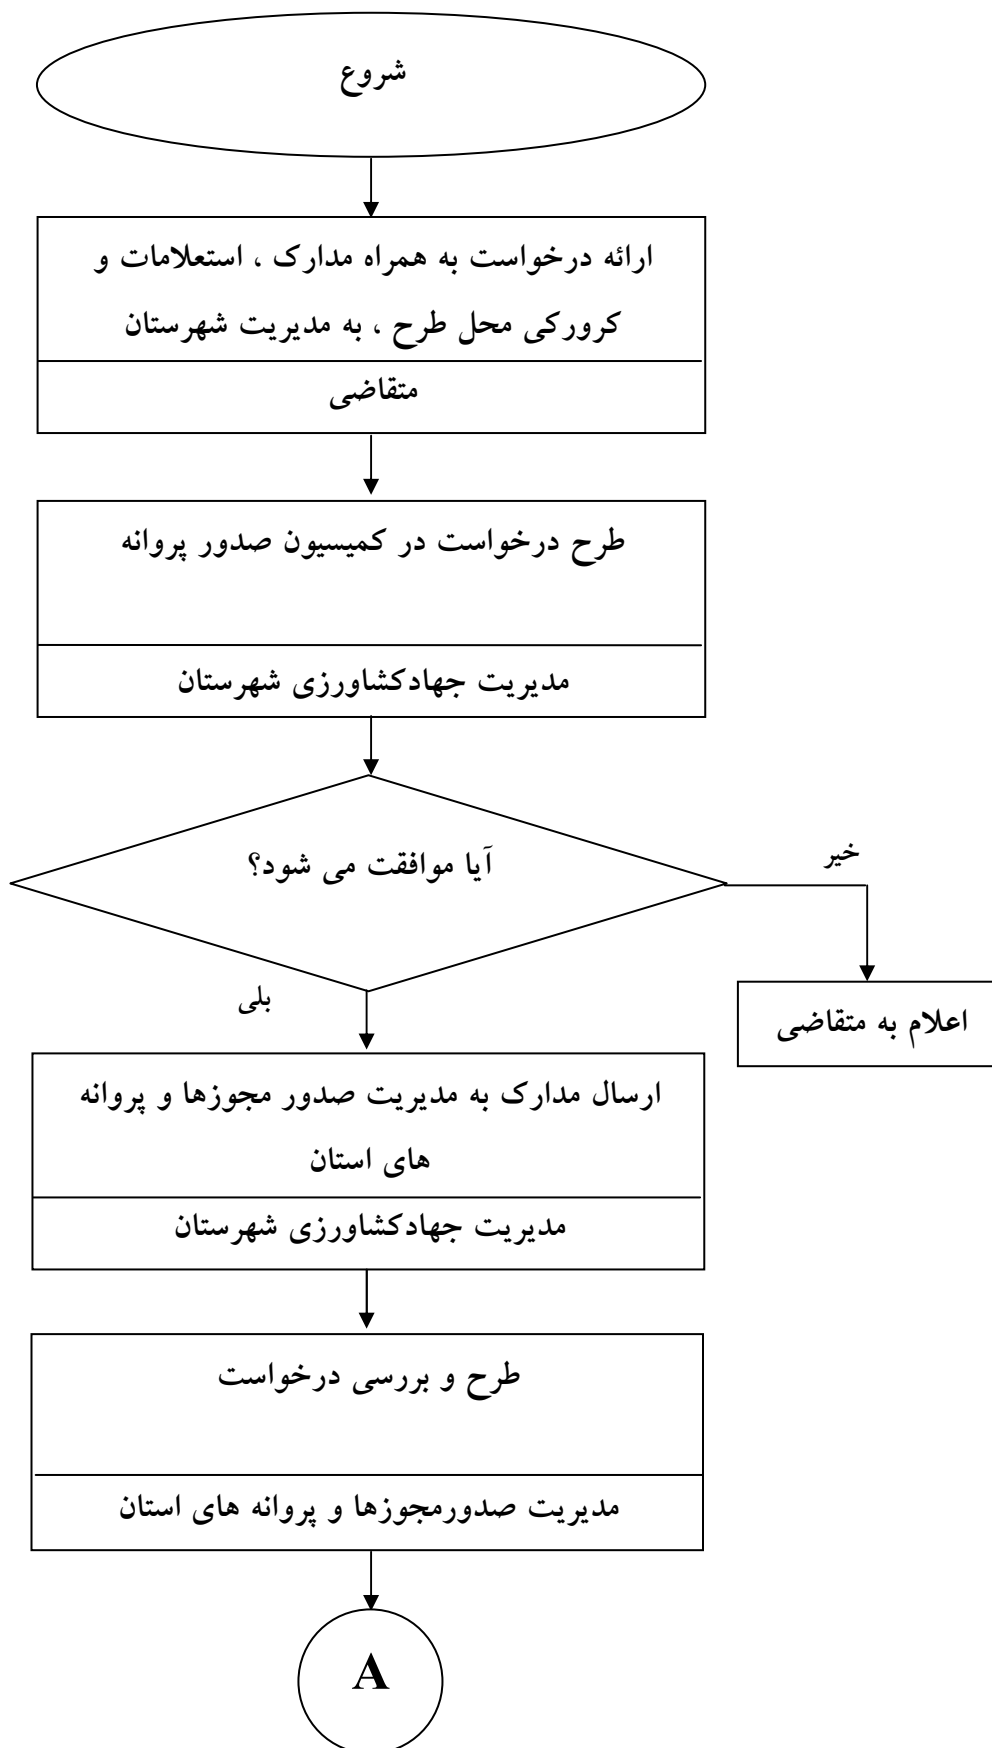 شروع
ارائه درخواست به همراه مدارک ، استعلامات و
کرورکی محل طرح ، به مدیریت شهرستان
متقاضی
طرح درخواست در کمیسیون صدور پروانه
مدیریت جهادکشاورزی شهرستان
آیا موافقت می شود؟
خیر
اعلام به متقاضی
بلی
ارسال مدارک به مدیریت صدور مجوزها و پروانه
های استان
مدیریت جهادکشاورزی شهرستان
طرح و بررسی درخواست
مدیریت صدورمجوزها و پروانه های استان
A